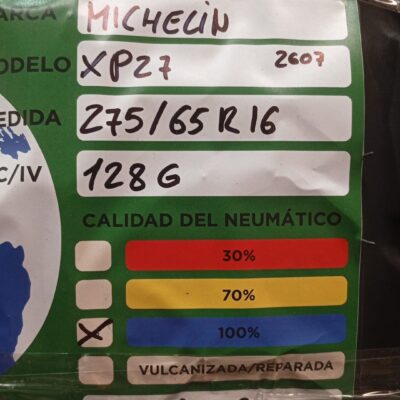 ARCA MICHELIN
ODELO XP27 2607
EDIDA 275/65 R 16
C/IV 128 G
CALIDAD DEL NEUMÁTICO
30%
70%
X 100%
VULCANIZADA/REPARADA